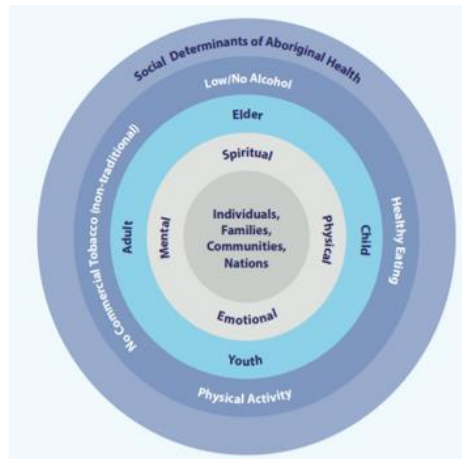 Social Determinants of Aboriginal Health
Low/No Alcohol
No Commercial Tobacco (non-traditional)
Healthy Eating
Physical Activity
Elder
Adult
Child
Youth
Spiritual
Mental
Physical
Emotional
Individuals,
Families,
Communities,
Nations